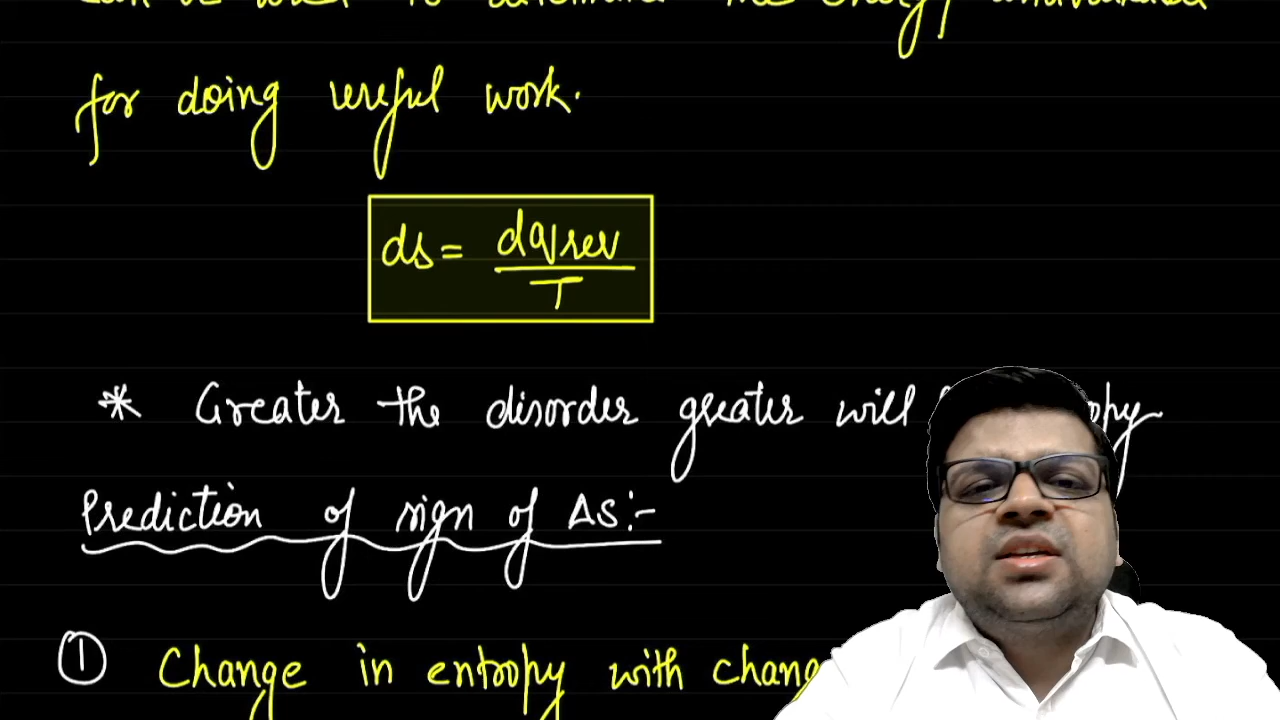 for doing useful work.
ds = dqrev / T
* Greater the disorder greater will
Prediction of sign of ΔS:-
① Change in entropy with